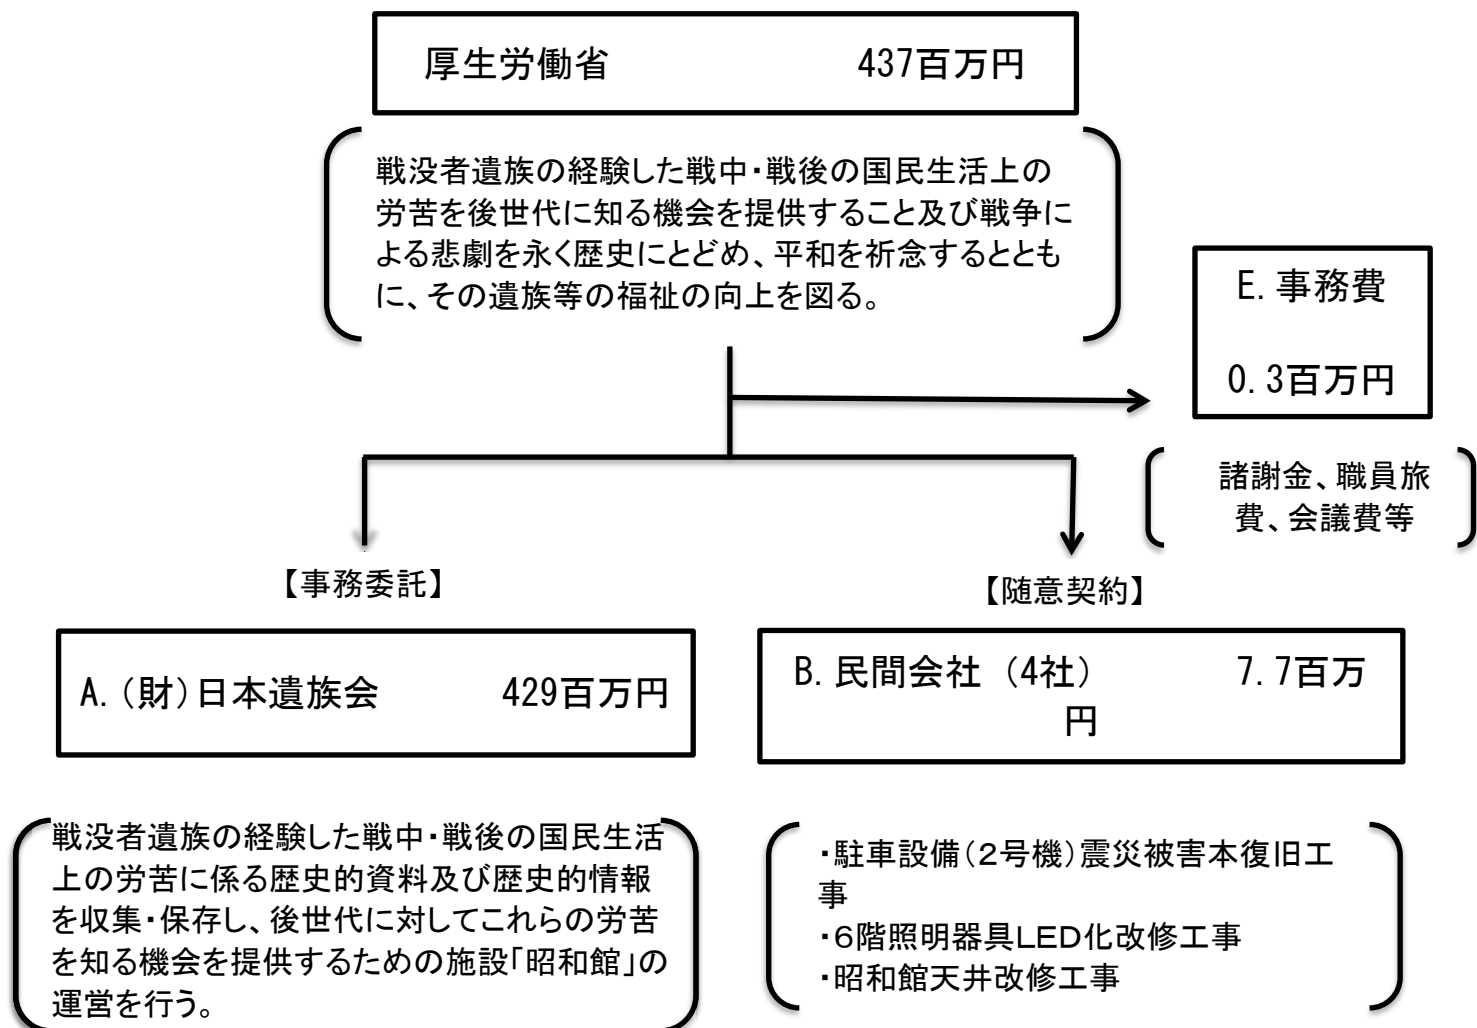 厚生労働省 437百万円
戦没者遺族の経験した戦中・戦後の国民生活上の
労苦を後世代に知る機会を提供すること及び戦争に
よる悲劇を永く歴史にとどめ、平和を祈念するととも
に、その遺族等の福祉の向上を図る。
E. 事務費
0.3百万円
諸謝金、職員旅
費、会議費等
【事務委託】
【随意契約】
A.（財）日本遺族会 429百万円
B. 民間会社（4社） 7.7百万
円
戦没者遺族の経験した戦中・戦後の国民生活
上の労苦に係る歴史的資料及び歴史的情報
を収集・保存し、後世代に対してこれらの労苦
を知る機会を提供するための施設「昭和館」の
運営を行う。
・駐車設備（２号機）震災被害本復旧工
事
・６階照明器具LED化改修工事
・昭和館天井改修工事